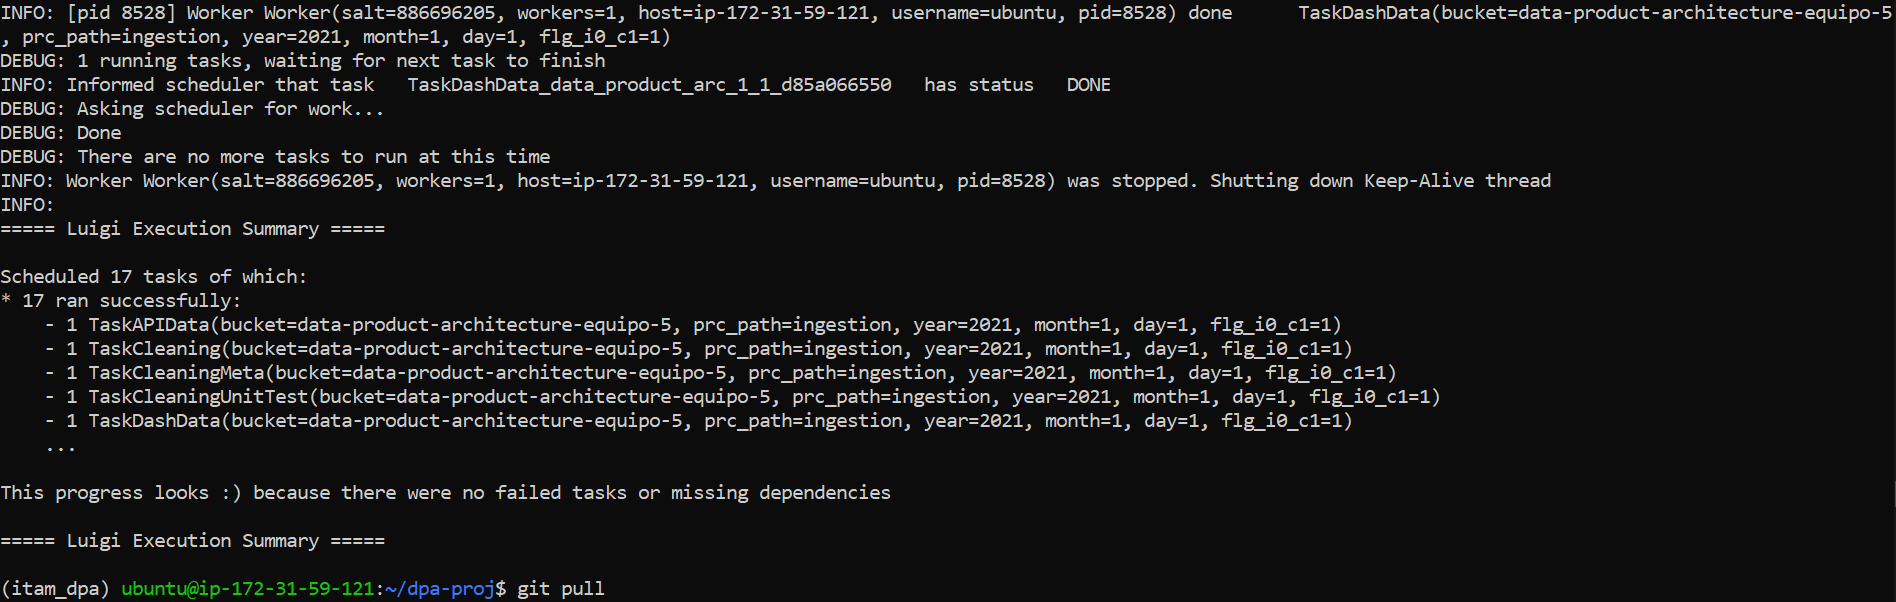 INFO: [pid 8528] Worker Worker(salt=886696205, workers=1, host=ip-172-31-59-121, username=ubuntu, pid=8528) done      TaskDashData(bucket=data-product-architecture-equipo-5
, prc_path=ingestion, year=2021, month=1, day=1, flg_i0_c1=1)
DEBUG: 1 running tasks, waiting for next task to finish
INFO: Informed scheduler that task   TaskDashData_data_product_arc_1_1_d85a066550   has status   DONE
DEBUG: Asking scheduler for work...
DEBUG: Done
DEBUG: There are no more tasks to run at this time
INFO: Worker Worker(salt=886696205, workers=1, host=ip-172-31-59-121, username=ubuntu, pid=8528) was stopped. Shutting down Keep-Alive thread
INFO:
===== Luigi Execution Summary =====

Scheduled 17 tasks of which:
* 17 ran successfully:
    - 1 TaskAPIData(bucket=data-product-architecture-equipo-5, prc_path=ingestion, year=2021, month=1, day=1, flg_i0_c1=1)
    - 1 TaskCleaning(bucket=data-product-architecture-equipo-5, prc_path=ingestion, year=2021, month=1, day=1, flg_i0_c1=1)
    - 1 TaskCleaningMeta(bucket=data-product-architecture-equipo-5, prc_path=ingestion, year=2021, month=1, day=1, flg_i0_c1=1)
    - 1 TaskCleaningUnitTest(bucket=data-product-architecture-equipo-5, prc_path=ingestion, year=2021, month=1, day=1, flg_i0_c1=1)
    - 1 TaskDashData(bucket=data-product-architecture-equipo-5, prc_path=ingestion, year=2021, month=1, day=1, flg_i0_c1=1)
    ...

This progress looks :) because there were no failed tasks or missing dependencies

===== Luigi Execution Summary =====

(itam_dpa) ubuntu@ip-172-31-59-121:~/dpa-proj$ git pull